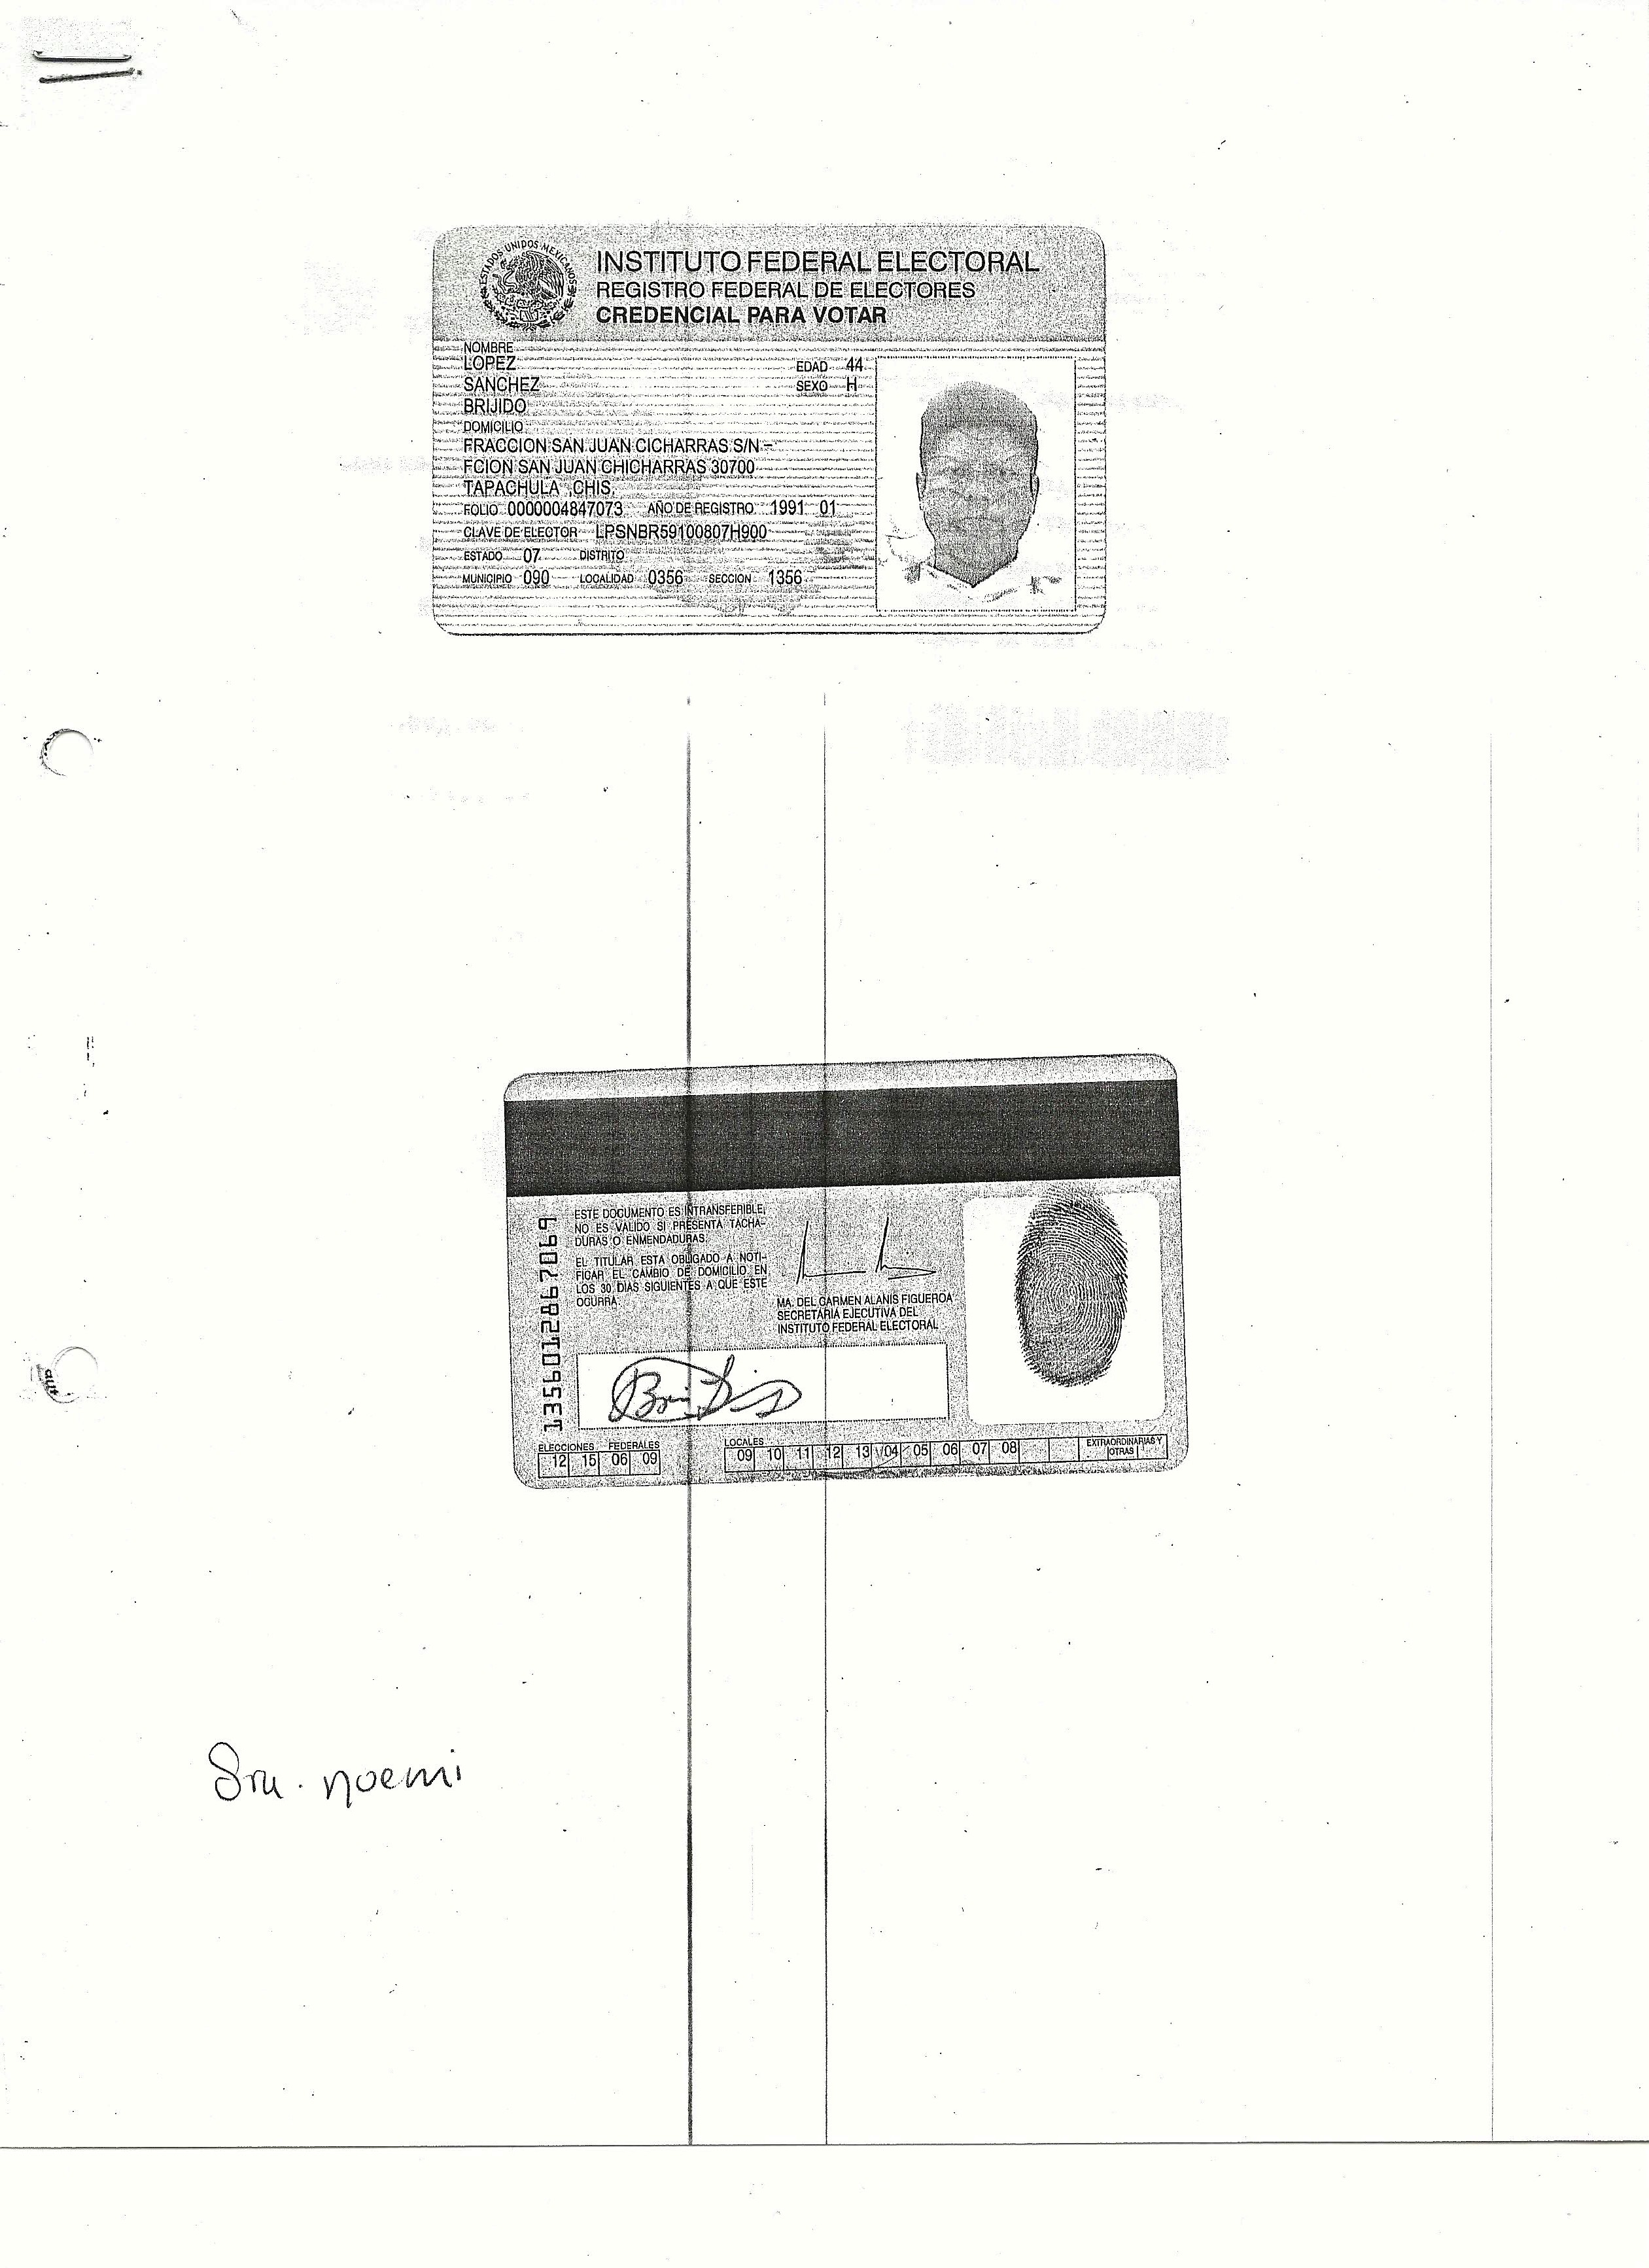 ESTADOS UNIDOS MEXICANOS
INSTITUTO FEDERAL ELECTORAL
REGISTRO FEDERAL DE ELECTORES
CREDENCIAL PARA VOTAR
NOMBRE
LOPEZ
EDAD 44
SANCHEZ
SEXO H
BRIJIDO
DOMICILIO
FRACCION SAN JUAN CICHARRAS S/N -
FCION SAN JUAN CHICHARRAS 30700
TAPACHULA ,CHIS.
FOLIO 0000004847073 AÑO DE REGISTRO 1991 01
CLAVE DE ELECTOR LPSNBR59100807H900
ESTADO 07 DISTRITO
MUNICIPIO 090 LOCALIDAD 0356 SECCION 1356
1356012867069
ESTE DOCUMENTO ES INTRANSFERIBLE,
NO ES VALIDO SI PRESENTA TACHA-
DURAS O ENMENDADURAS.
EL TITULAR ESTA OBLIGADO A NOTI-
FICAR EL CAMBIO DE DOMICILIO EN
LOS 30 DIAS SIGUIENTES A QUE ESTE
OCURRA.
MA. DEL CARMEN ALANIS FIGUEROA
SECRETARIA EJECUTIVA DEL
INSTITUTO FEDERAL ELECTORAL
ELECCIONES FEDERALES
12 15 06 09
LOCALES
09 10 11 12 13 04 05 06 07 08
EXTRAORDINARIAS Y
OTRAS
Sra. noemi